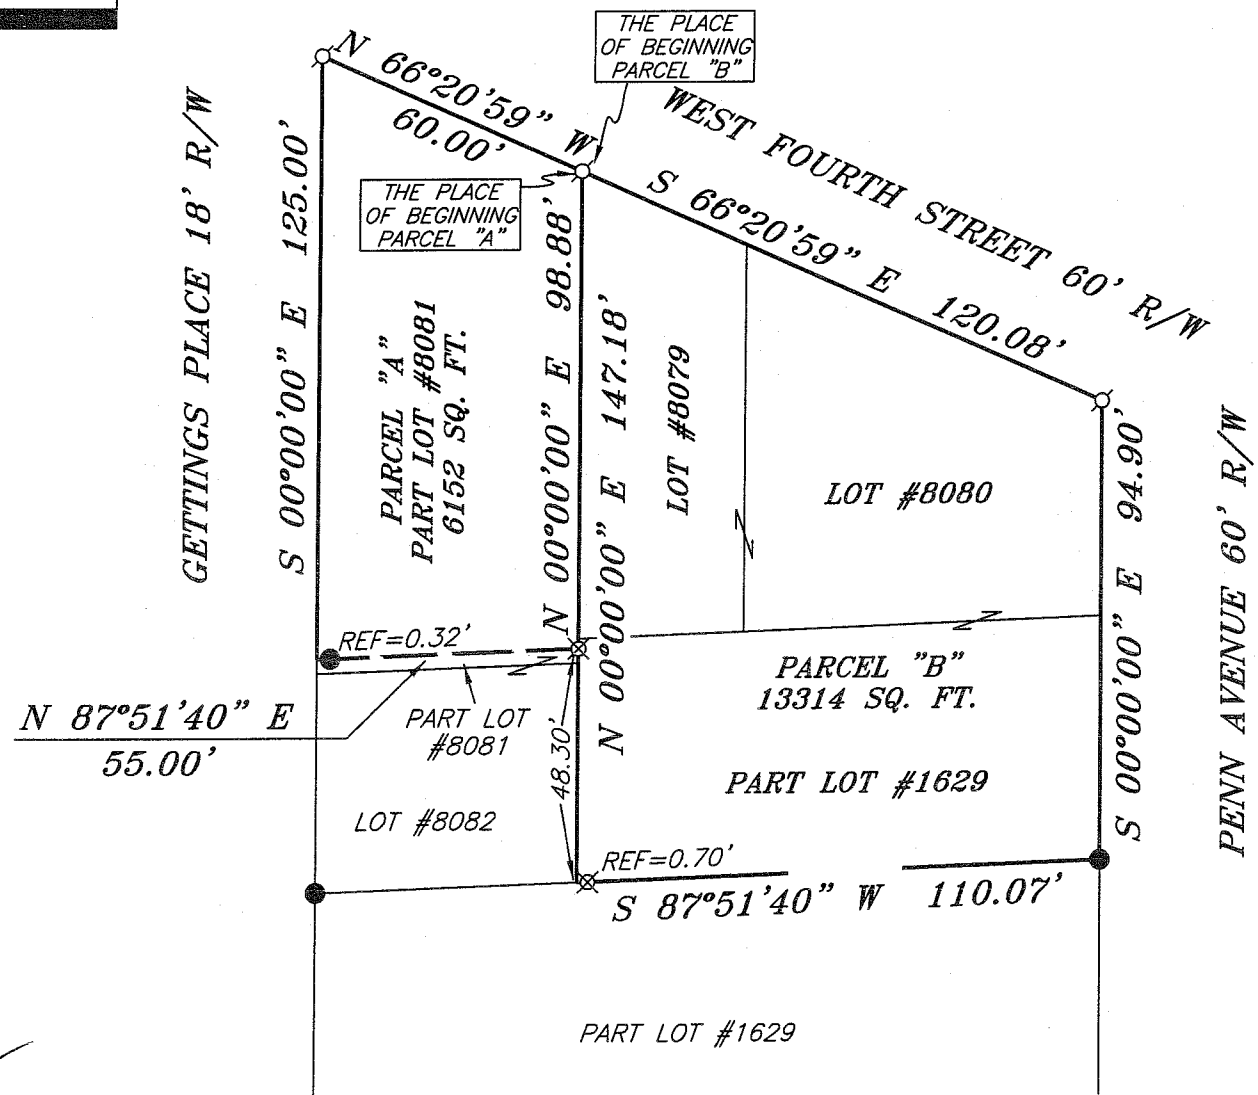 THE PLACE
OF BEGINNING
PARCEL "B"
N 66°20'59" W
60.00'
WEST FOURTH STREET 60' R/W
S 66°20'59" E 120.08'
THE PLACE
OF BEGINNING
PARCEL "A"
GETTINGS PLACE 18' R/W
S 00°00'00" E 125.00'
PARCEL "A"
PART LOT #8081
6152 SQ. FT.
N 00°00'00" E 98.88'
N 00°00'00" E 147.18'
LOT #8079
LOT #8080
S 00°00'00" E 94.90'
PENN AVENUE 60' R/W
REF=0.32'
PARCEL "B"
13314 SQ. FT.
N 87°51'40" E
55.00'
PART LOT
#8081
48.30'
PART LOT #1629
LOT #8082
REF=0.70'
S 87°51'40" W 110.07'
PART LOT #1629